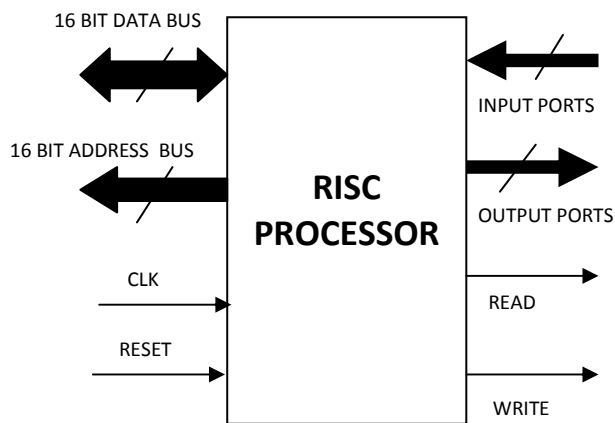 16 BIT DATA BUS
INPUT PORTS
16 BIT ADDRESS BUS
RISC
PROCESSOR
OUTPUT PORTS
CLK
READ
RESET
WRITE